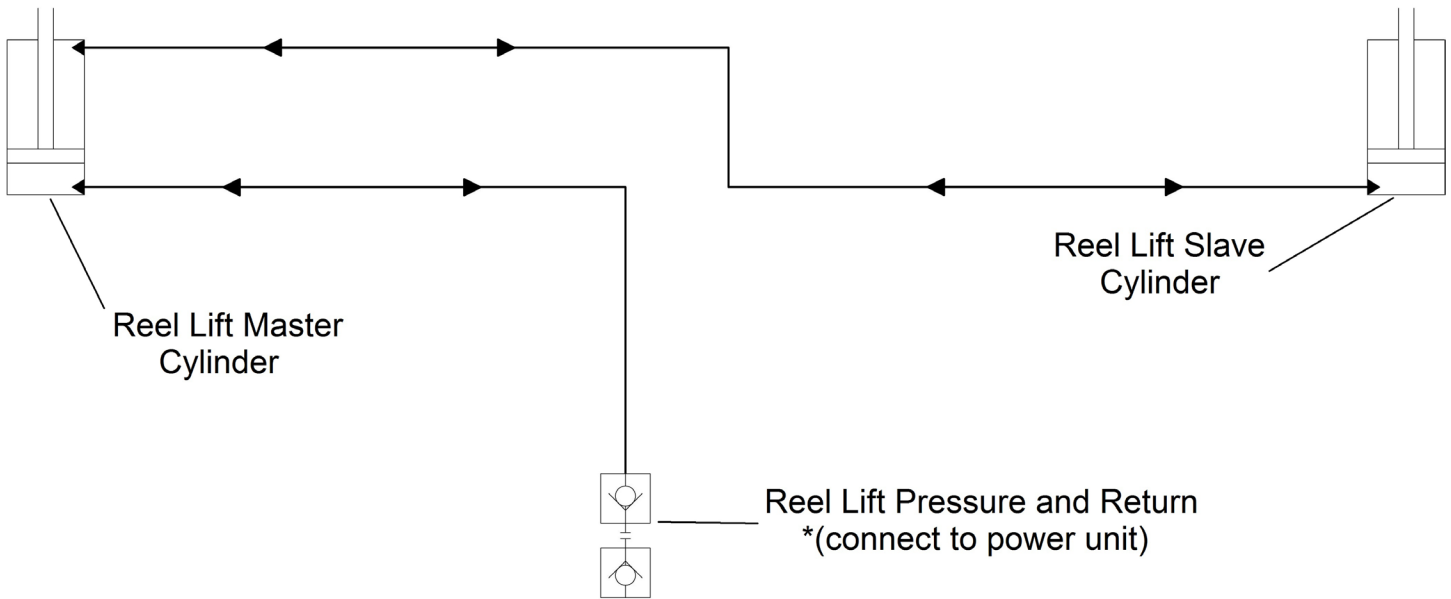 Reel Lift Slave
Cylinder
Reel Lift Master
Cylinder
Reel Lift Pressure and Return
*(connect to power unit)